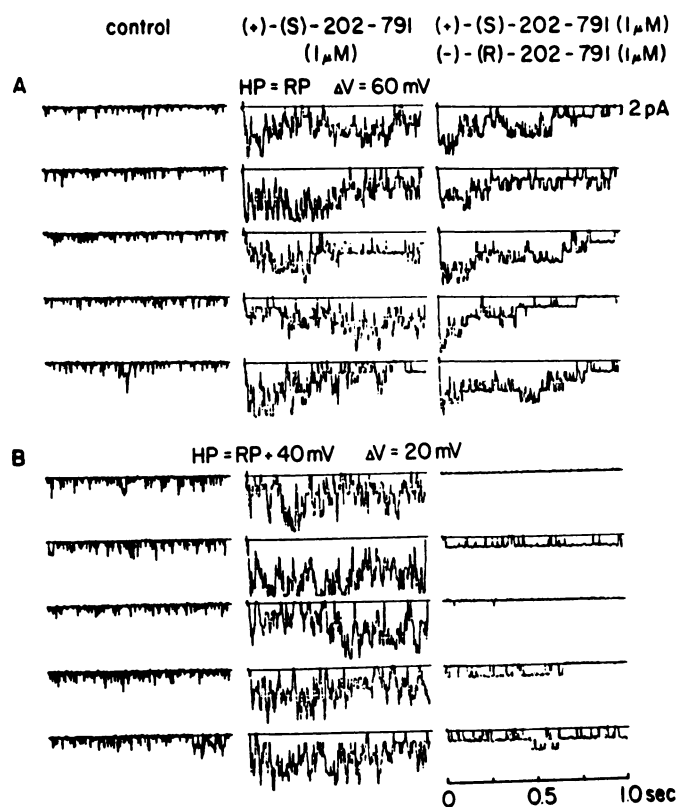 control
(+)-(S)-202-791
(1μM)
(+)-(S)-202-791 (1μM)
(-)-(R)-202-791 (1μM)
A
HP = RP ΔV = 60 mV
2 pA
B
HP = RP + 40 mV ΔV = 20 mV
0 0.5 1.0 sec